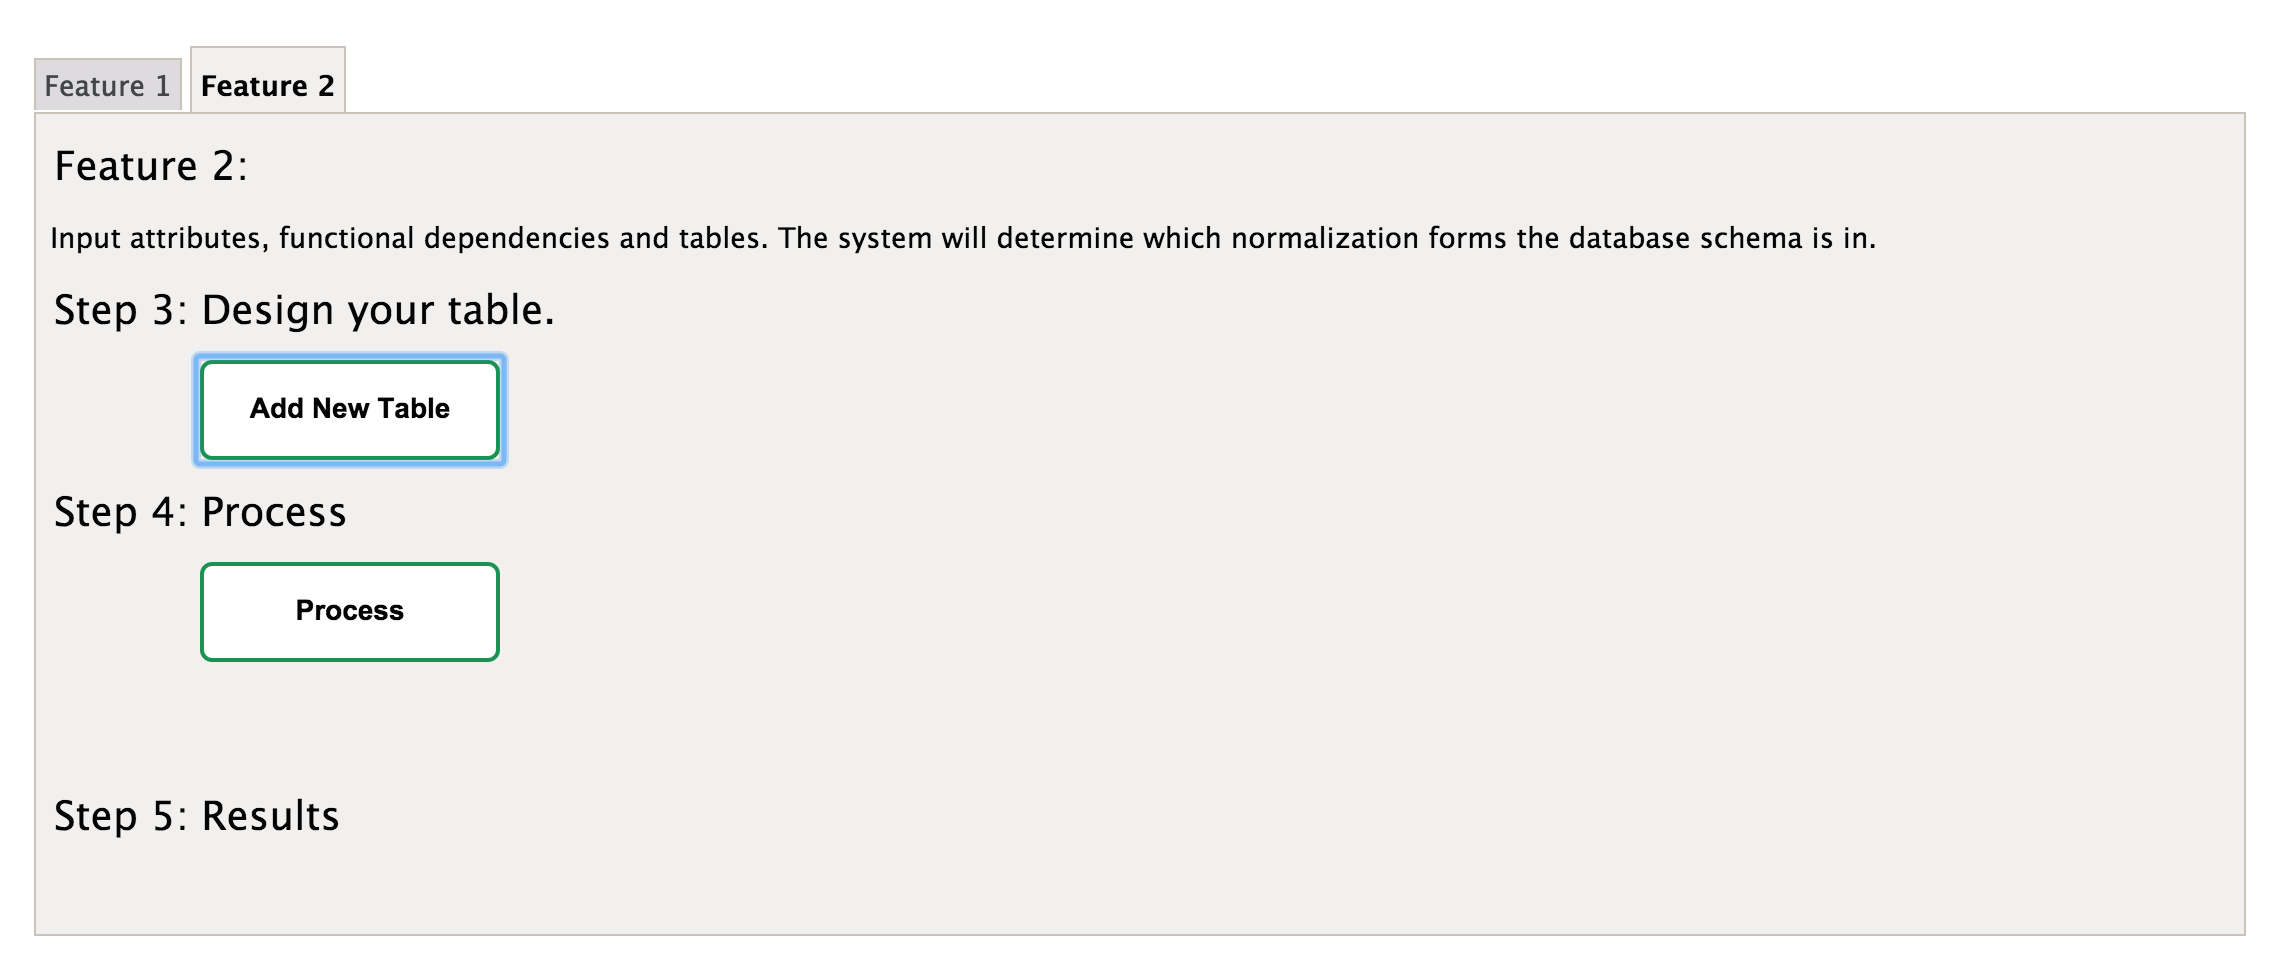 Feature 1
Feature 2
Feature 2:
Input attributes, functional dependencies and tables. The system will determine which normalization forms the database schema is in.
Step 3: Design your table.
Add New Table
Step 4: Process
Process
Step 5: Results